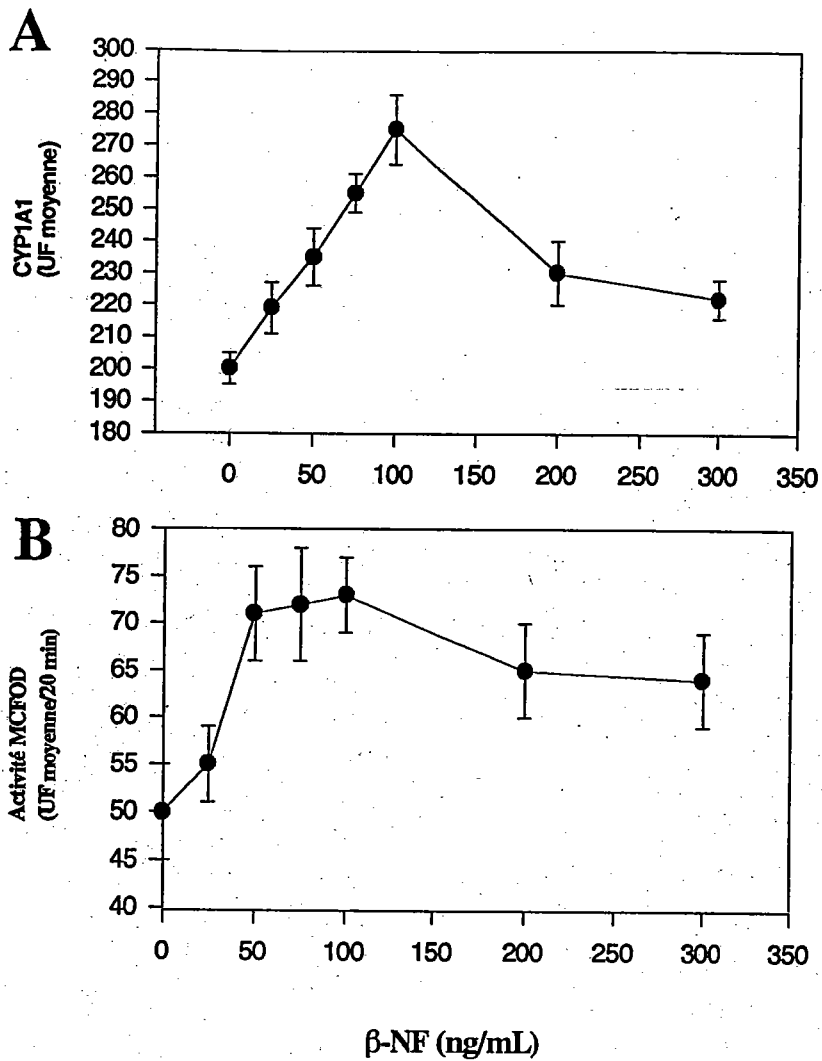 A
CYP1A1
(UF moyenne)
300
290
280
270
260
250
240
230
220
210
200
190
180
0 50 100 150 200 250 300 350
B
Activité MCFOD
(UF moyenne/20 min)
80
75
70
65
60
55
50
45
40
0 50 100 150 200 250 300 350
β-NF (ng/mL)